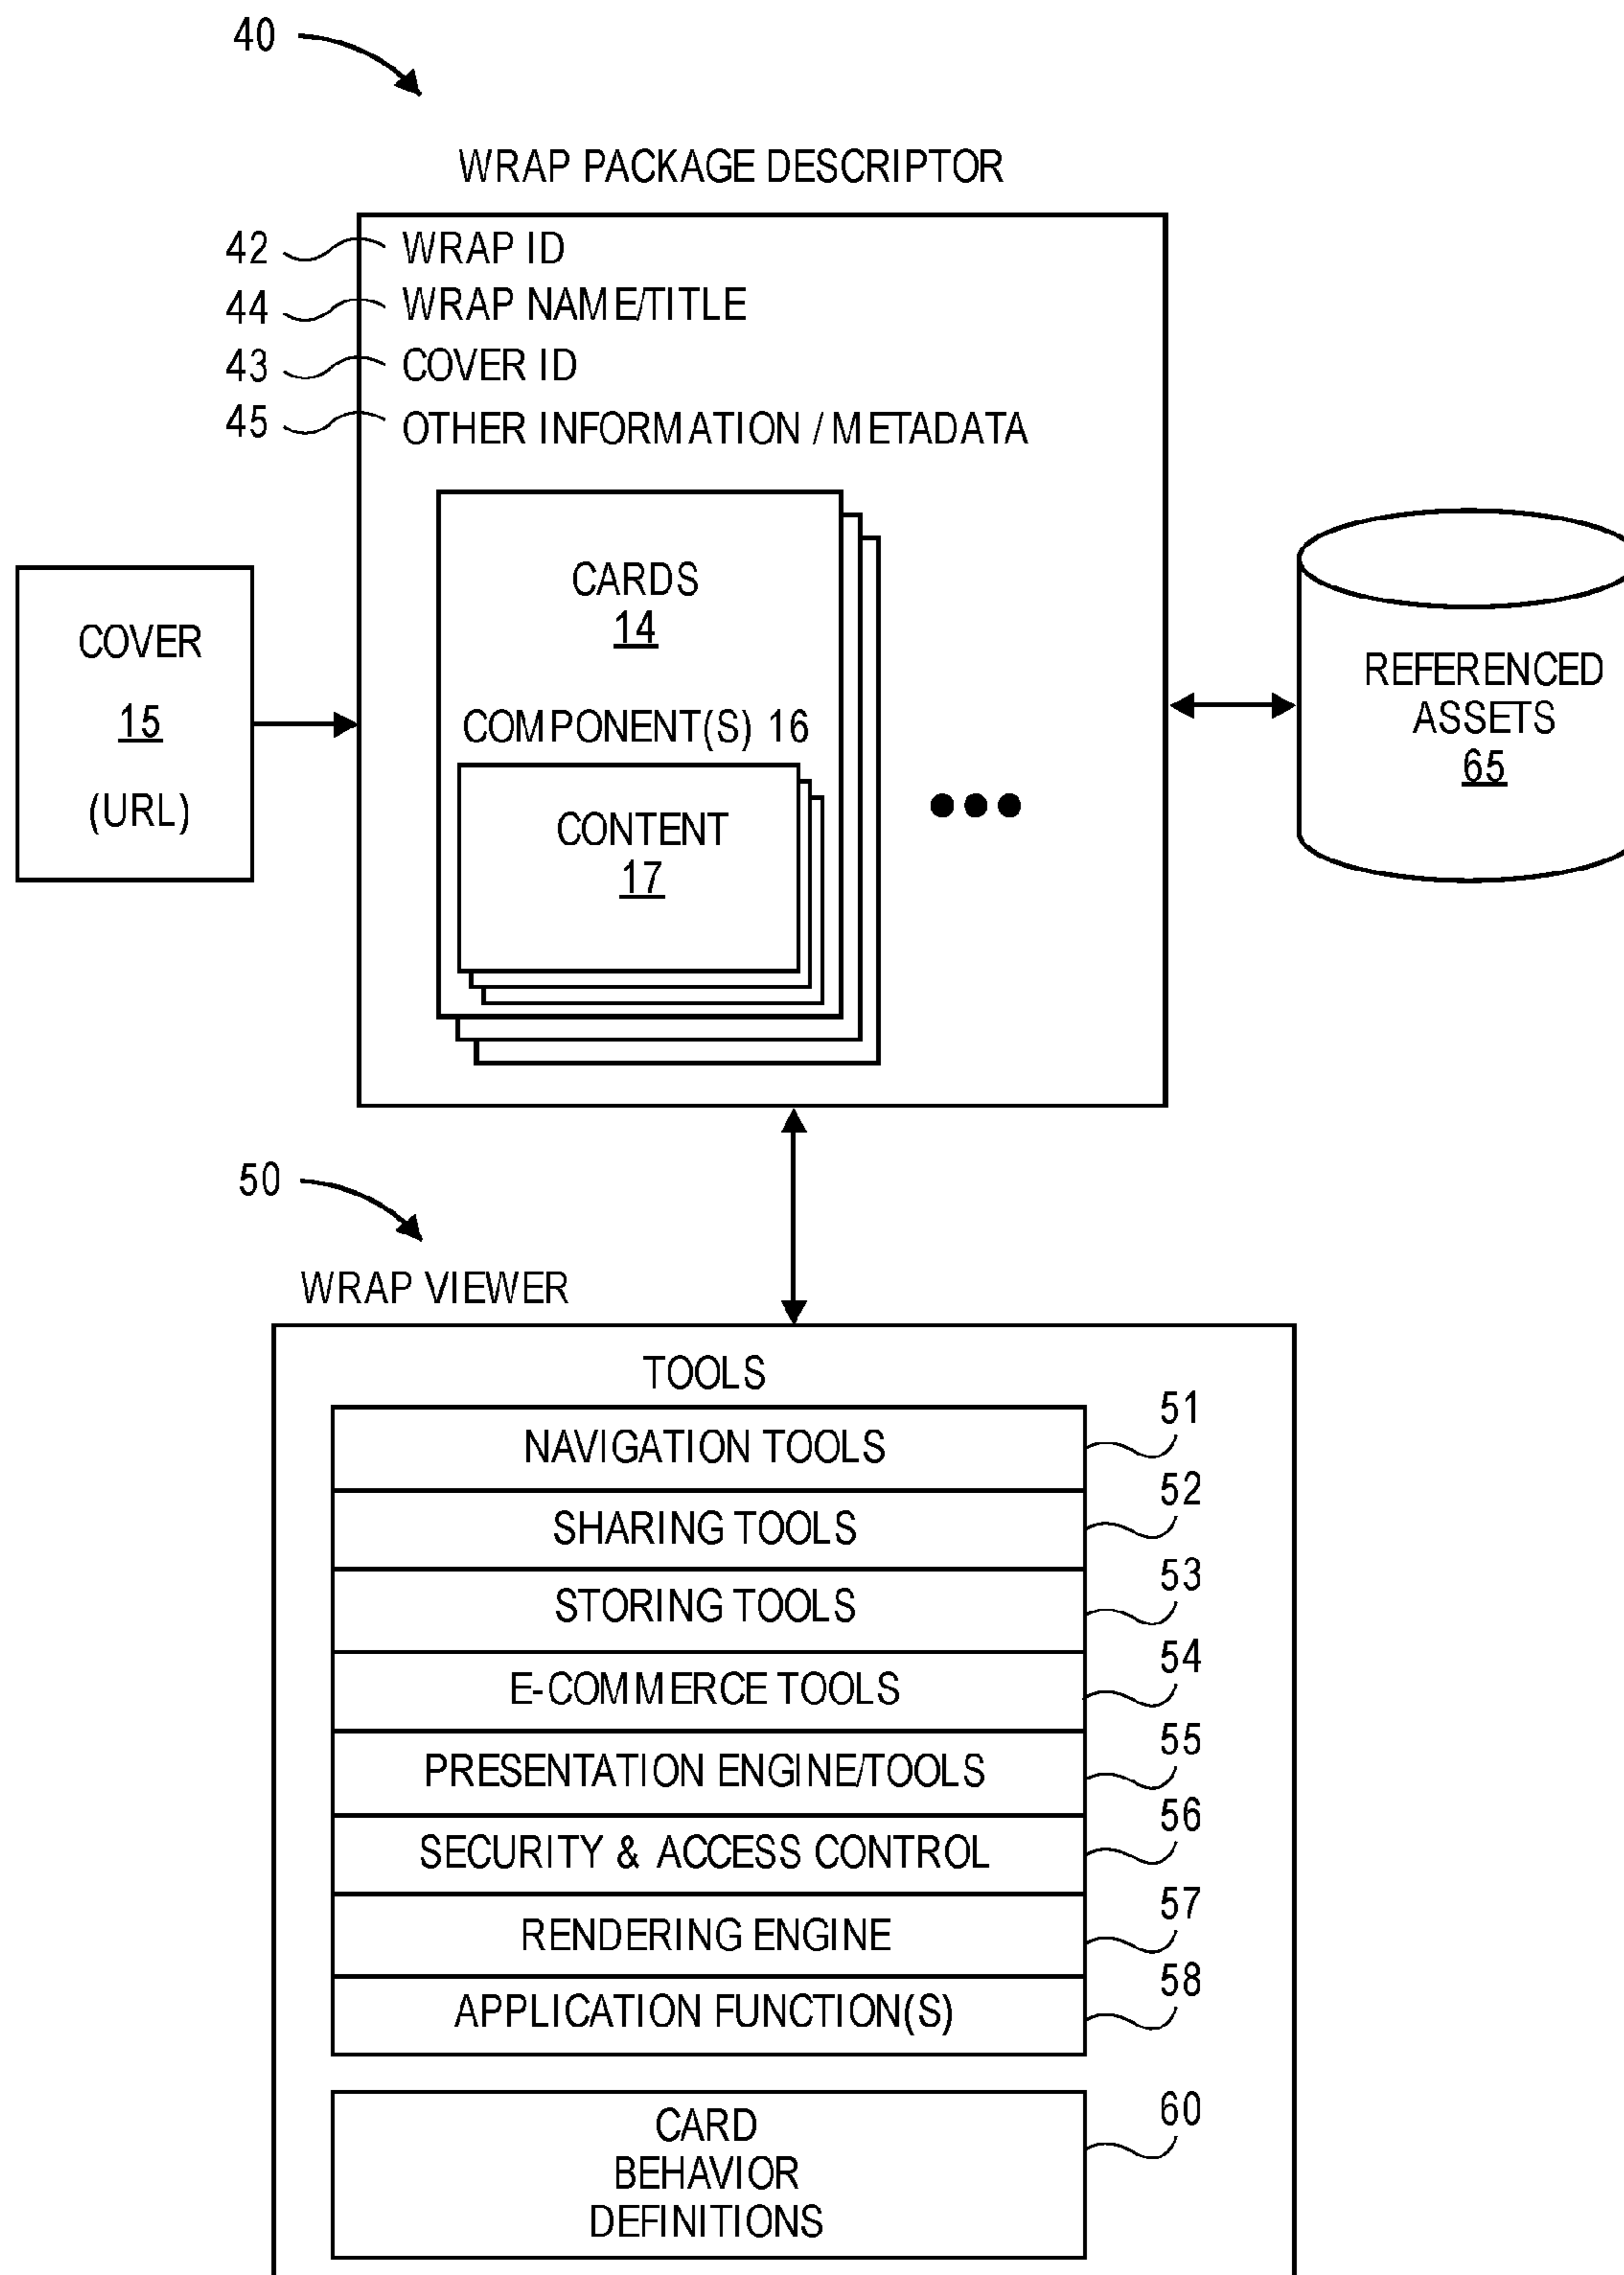 40
WRAP PACKAGE DESCRIPTOR
42 WRAP ID
44 WRAP NAME/TITLE
43 COVER ID
45 OTHER INFORMATION / METADATA
COVER
15
(URL)
CARDS
14
COMPONENT(S) 16
CONTENT
17
REFERENCED
ASSETS
65
50
WRAP VIEWER
TOOLS
NAVIGATION TOOLS 51
SHARING TOOLS 52
STORING TOOLS 53
E-COMMERCE TOOLS 54
PRESENTATION ENGINE/TOOLS 55
SECURITY & ACCESS CONTROL 56
RENDERING ENGINE 57
APPLICATION FUNCTION(S) 58
CARD 60
BEHAVIOR
DEFINITIONS